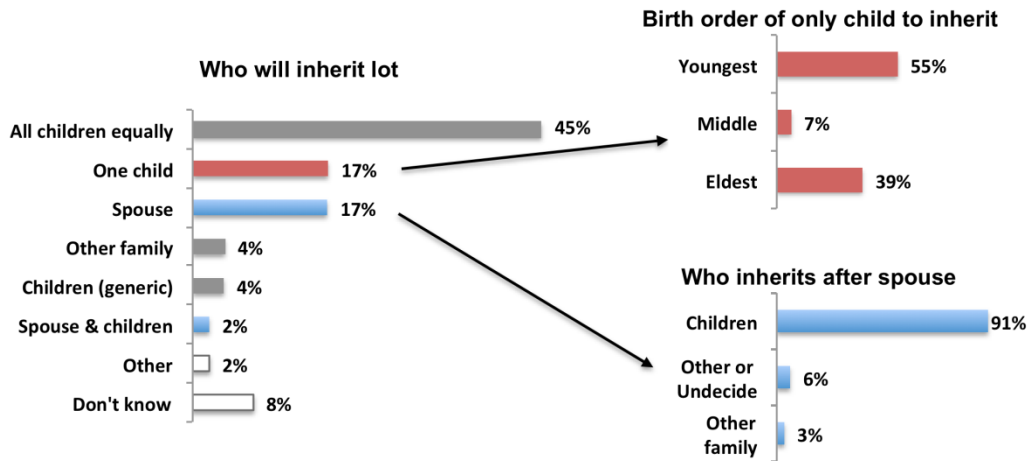 Who will inherit lot
All children equally 45%
One child 17%
Spouse 17%
Other family 4%
Children (generic) 4%
Spouse & children 2%
Other 2%
Don't know 8%
Birth order of only child to inherit
Youngest 55%
Middle 7%
Eldest 39%
Who inherits after spouse
Children 91%
Other or
Undecide 6%
Other
family 3%